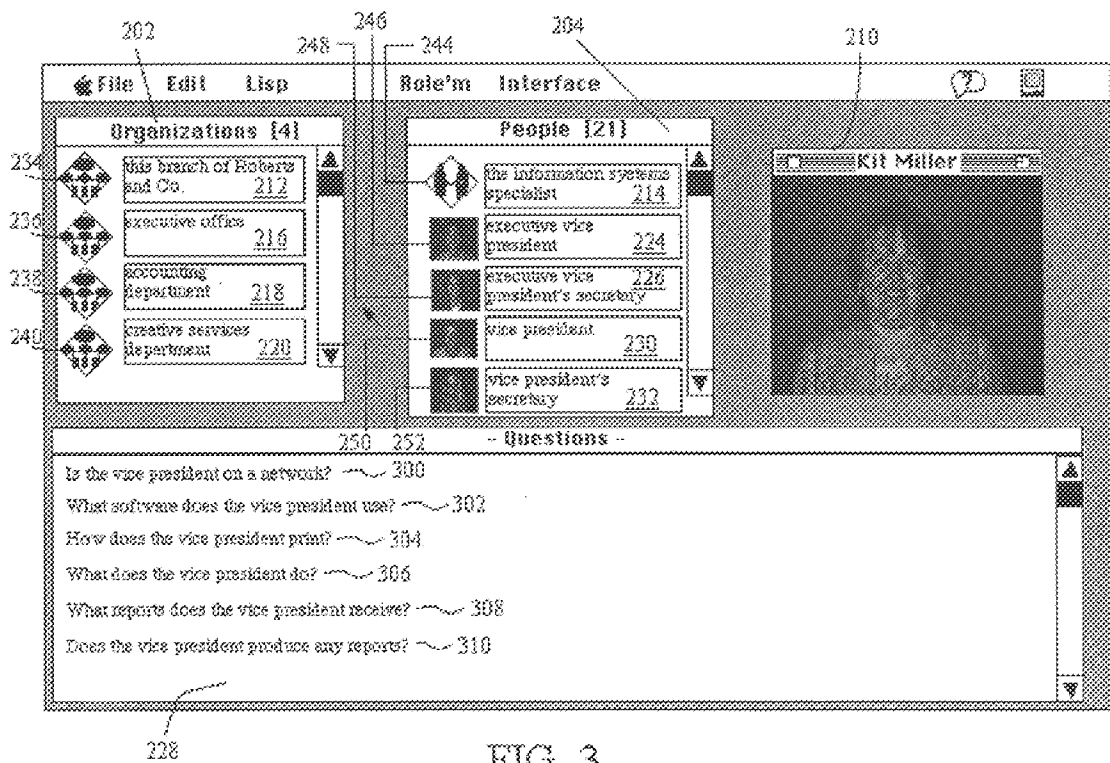 202
248
246
244
204
210
File Edit Lisp Role'm Interface
?
Organizations [4]
234
this branch of Roberts
and Co. 212
236
executive office
216
238
accounting
department 218
240
creative services
department 220
People [21]
the information systems
specialist 214
executive vice
president 224
executive vice 226
president's secretary
vice president
230
vice president's
secretary 232
Kit Miller
250 252
- Questions -
Is the vice president on a network? 300
What software does the vice president use? 302
How does the vice president print? 304
What does the vice president do? 306
What reports does the vice president receive? 308
Does the vice president produce any reports? 310
228
FIG. 3